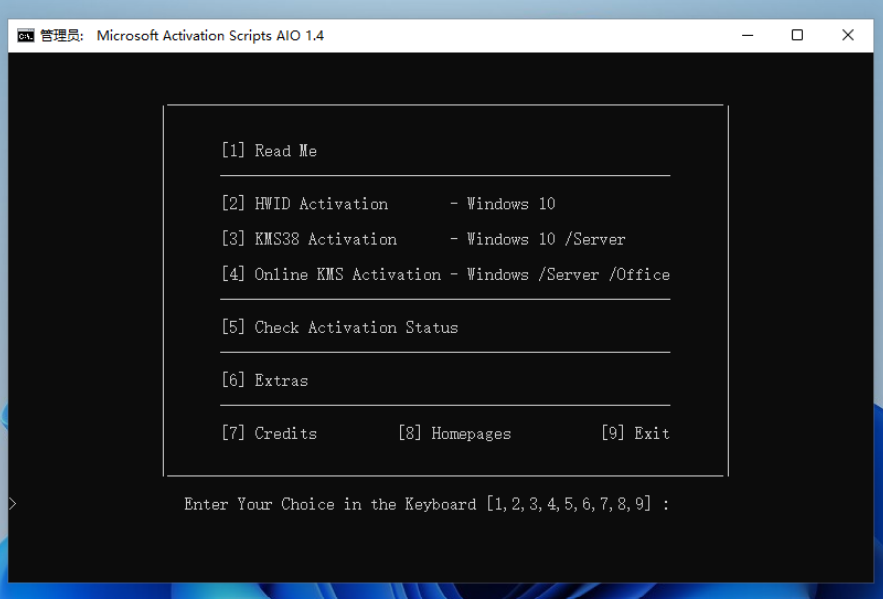 管理员: Microsoft Activation Scripts AIO 1.4
[1] Read Me
[2] HWID Activation - Windows 10
[3] KMS38 Activation - Windows 10 /Server
[4] Online KMS Activation - Windows /Server /Office
[5] Check Activation Status
[6] Extras
[7] Credits [8] Homepages [9] Exit
> Enter Your Choice in the Keyboard [1,2,3,4,5,6,7,8,9] :